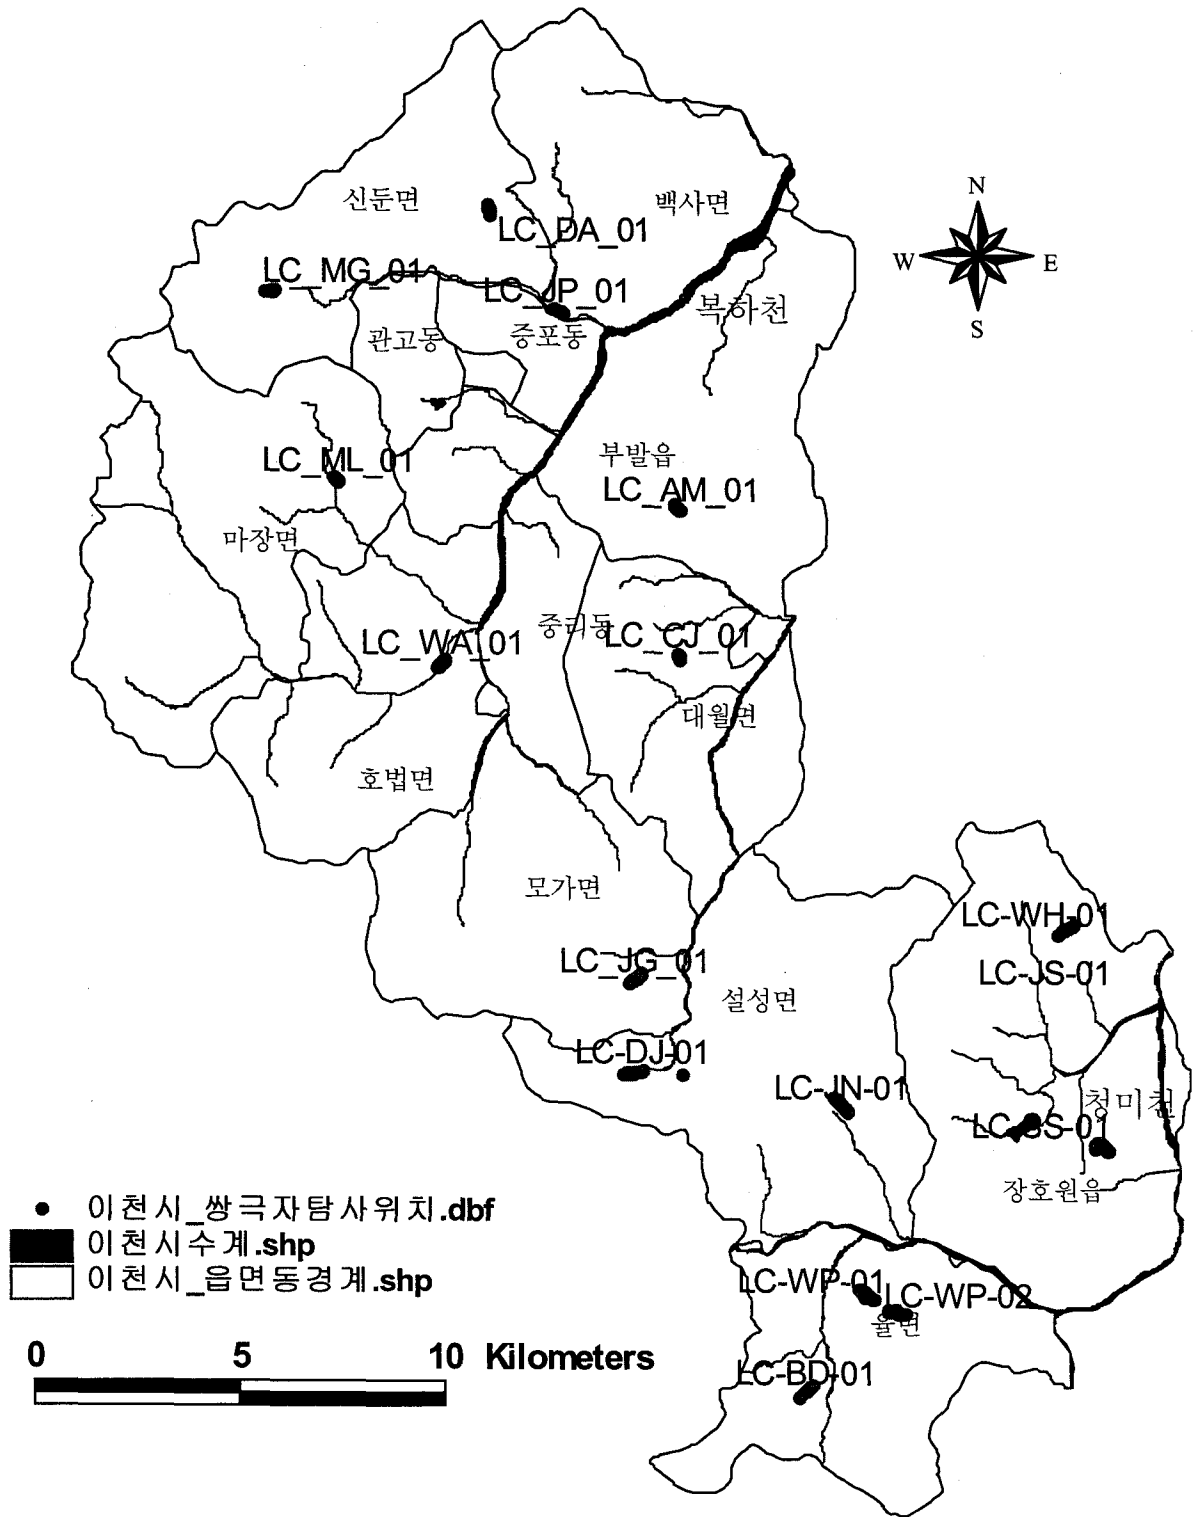 신둔면
백사면
LC_DA_01
N
W
E
S
LC_MG_01
LC_JP_01
복하천
관고동
증포동
LC_ML_01
부발읍
LC_AM_01
마장면
중리동
LC_WA_01
LC_CJ_01
대월면
호법면
모가면
LC-WH-01
LC_JG_01
LC-JS-01
설성면
LC-DJ-01
LC-JN-01
청미천
LC-SS-01
장호원읍
이천시_쌍극자탐사위치.dbf
이천시수계.shp
이천시_읍면동경계.shp
LC-WP-01
LC-WP-02
율면
0 5 10 Kilometers
LC-BD-01